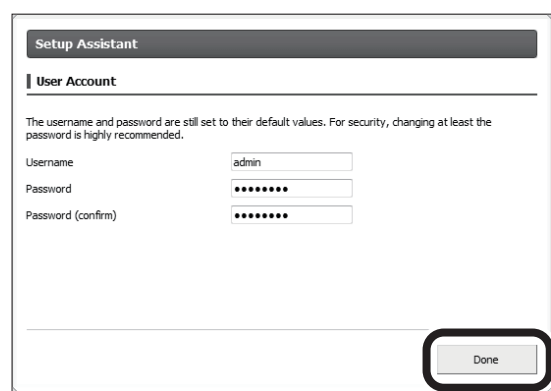 Setup Assistant
User Account
The username and password are still set to their default values. For security, changing at least the
password is highly recommended.
Username admin
Password ••••••••
Password (confirm) ••••••••
Done